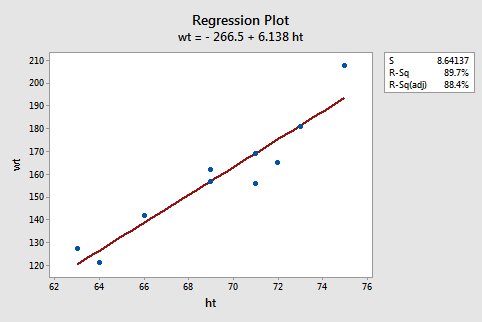 Regression Plot
wt = - 266.5 + 6.138 ht
S 8.64137
R-Sq 89.7%
R-Sq(adj) 88.4%
210
200
190
180
170
160
150
140
130
120
wt
62 64 66 68 70 72 74 76
ht